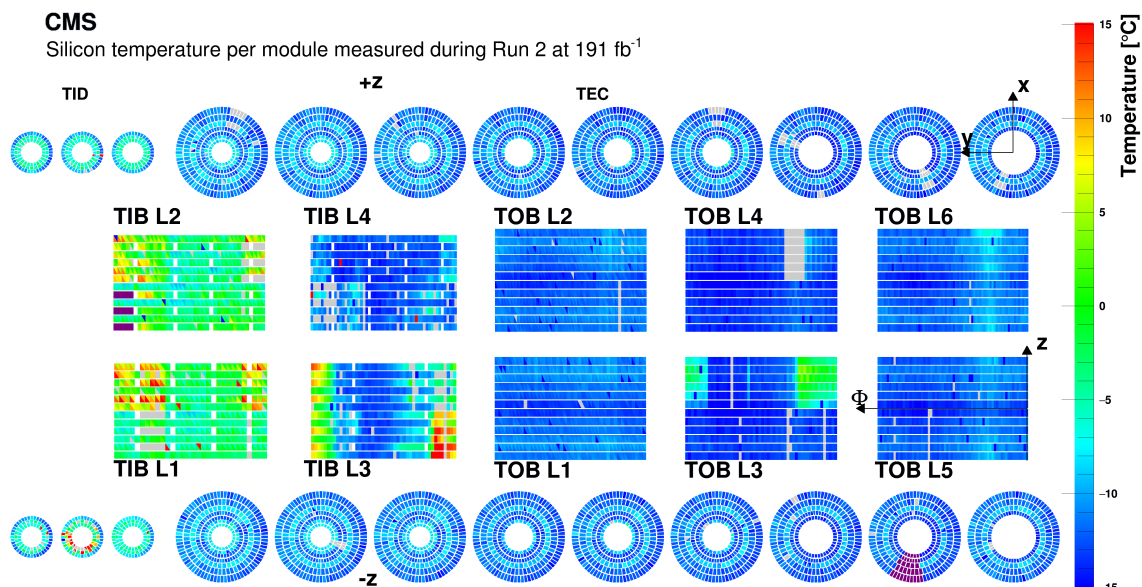 CMS
Silicon temperature per module measured during Run 2 at 191 fb⁻¹
+z
TID
TEC
x
y
TIB L2
TIB L4
TOB L2
TOB L4
TOB L6
z
Φ
TIB L1
TIB L3
TOB L1
TOB L3
TOB L5
-z
15
10
5
0
−5
−10
−15
Temperature [°C]